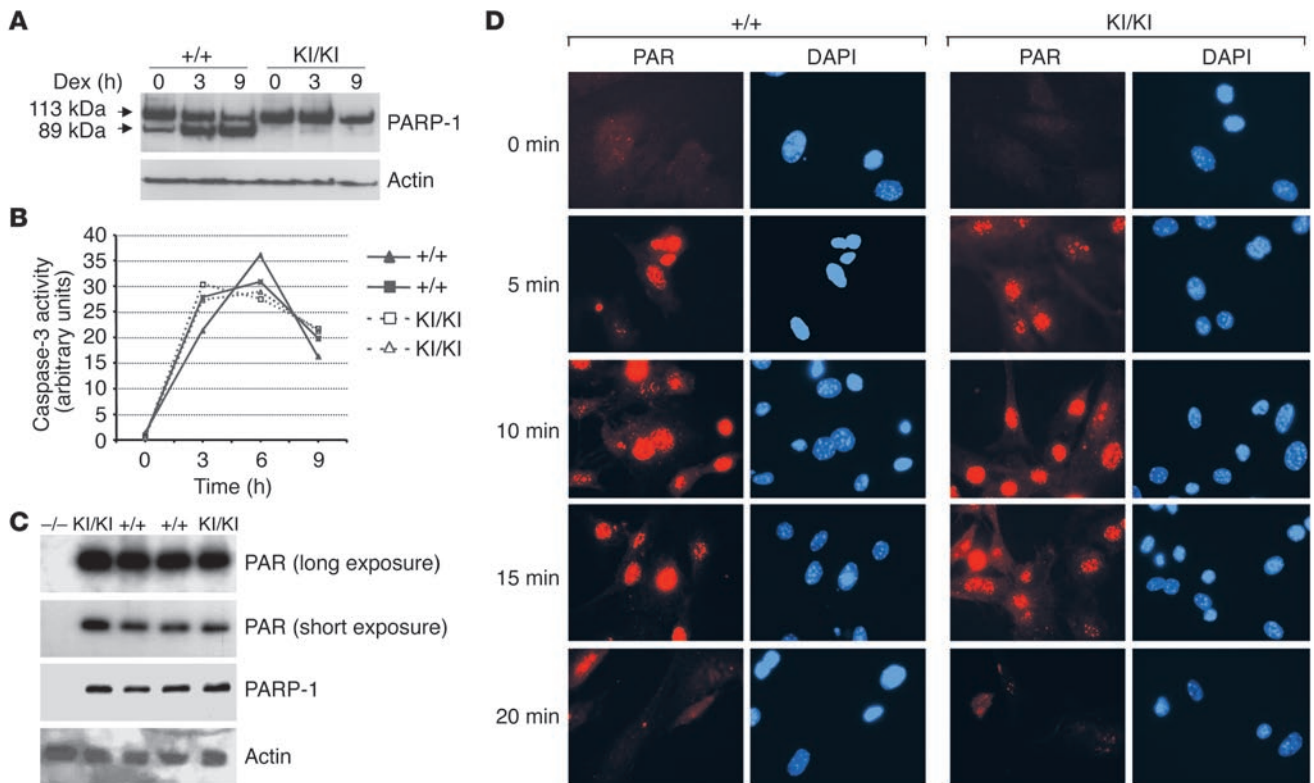 A
+/+ KI/KI
Dex (h) 0 3 9 0 3 9
113 kDa
89 kDa
PARP-1
Actin
B
Caspase-3 activity
(arbitrary units)
40
35
30
25
20
15
10
5
0
0 3 6 9
Time (h)
+/+
+/+
KI/KI
KI/KI
C
–/– KI/KI +/+ +/+ KI/KI
PAR (long exposure)
PAR (short exposure)
PARP-1
Actin
D
+/+ KI/KI
PAR DAPI PAR DAPI
0 min
5 min
10 min
15 min
20 min